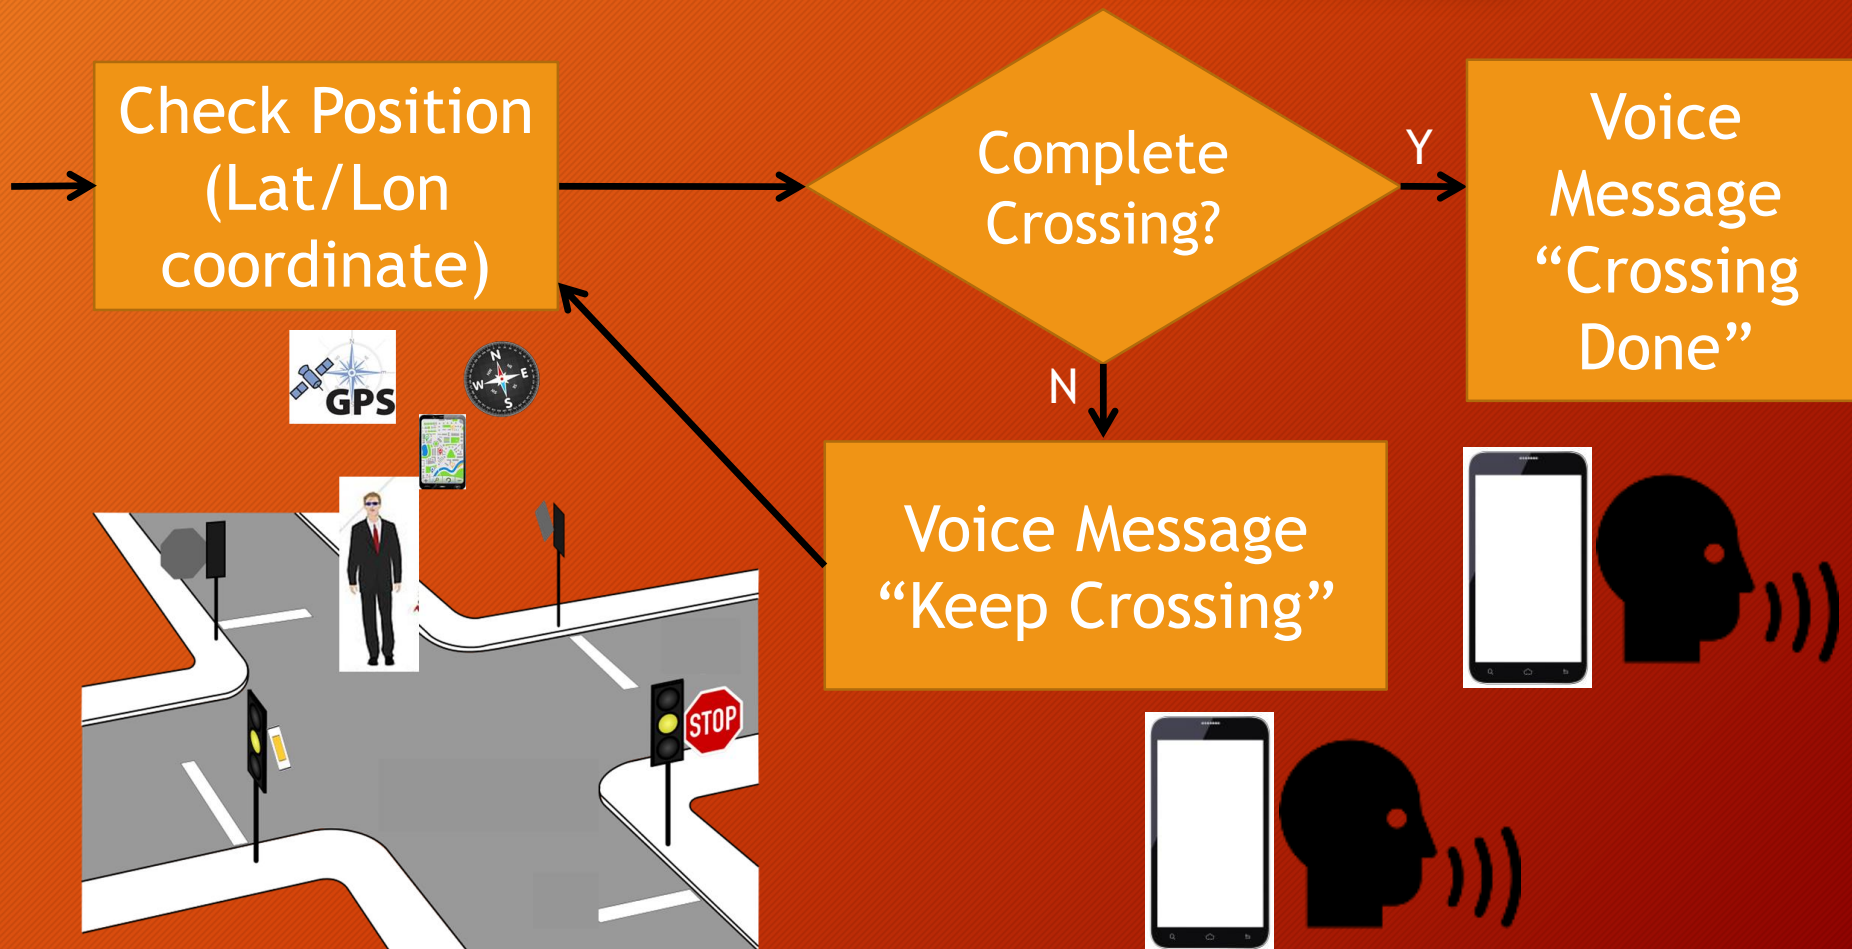 Check Position
(Lat/Lon
coordinate)
Complete
Crossing?
Y
Voice
Message
“Crossing
Done”
N
Voice Message
“Keep Crossing”
N
GPS
N
W
E
S
STOP